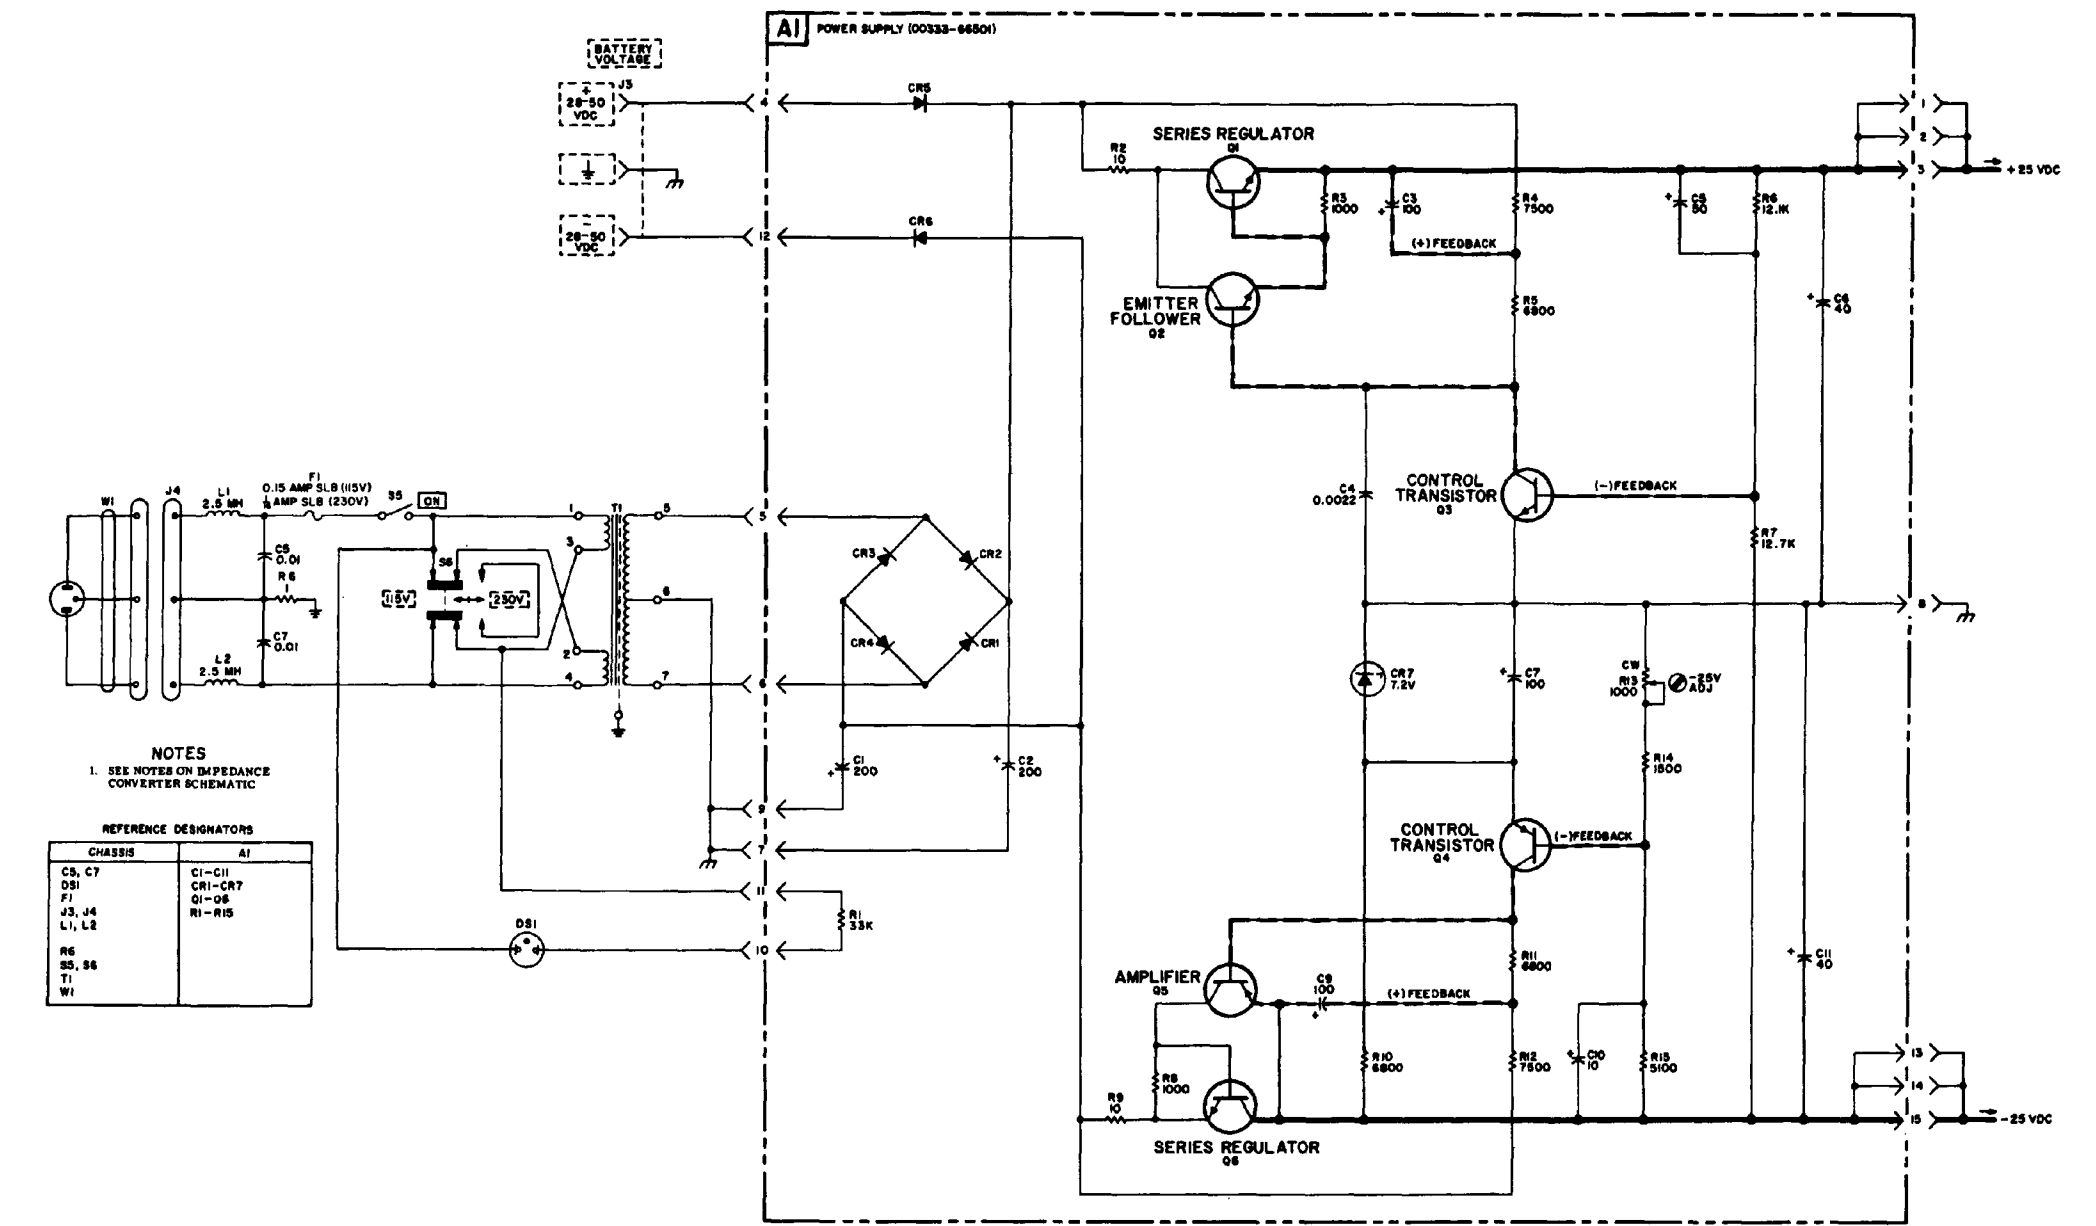 A1 POWER SUPPLY (00333-66501)
BATTERY
VOLTAGE
J3
+
28-50
VDC
4
CR5
1
2
3
+25 VDC
SERIES REGULATOR
Q1
R2
10
R3
1000
+
C3
100
R4
7500
+
C5
50
R6
12.1K
−
28-50
VDC
12
CR6
(+) FEEDBACK
EMITTER
FOLLOWER
Q2
R5
6800
+
C6
40
CONTROL
TRANSISTOR
Q3
C4
0.0022
(-) FEEDBACK
R7
12.7K
W1
J4
L1
2.5 MH
F1
0.15 AMP SLB (115V)
AMP SLB (230V)
S5
ON
C5
0.01
R6
1
C7
0.01
L2
2.5 MH
S6
115V
230V
1
3
2
4
T1
5
6
7
5
6
CR3
CR2
CR4
CR1
8
CR7
7.2V
+
C7
100
CW
R13
1000
-25V
ADJ
+
C1
200
+
C2
200
R14
1500
9
7
11
10
R1
33K
DS1
NOTES
1. SEE NOTES ON IMPEDANCE
CONVERTER SCHEMATIC
REFERENCE DESIGNATORS
CHASSIS A1
C5, C7 C1-C11
DS1 CR1-CR7
F1 Q1-Q6
J3, J4 R1-R15
L1, L2
R6
S5, S6
T1
W1
CONTROL
TRANSISTOR
Q4
(-) FEEDBACK
AMPLIFIER
Q5
C9
100
+
(+) FEEDBACK
R11
6800
+
C11
40
R8
1000
R10
6800
R12
7500
+
C10
10
R15
5100
R9
10
SERIES REGULATOR
Q6
13
14
15
-25 VDC